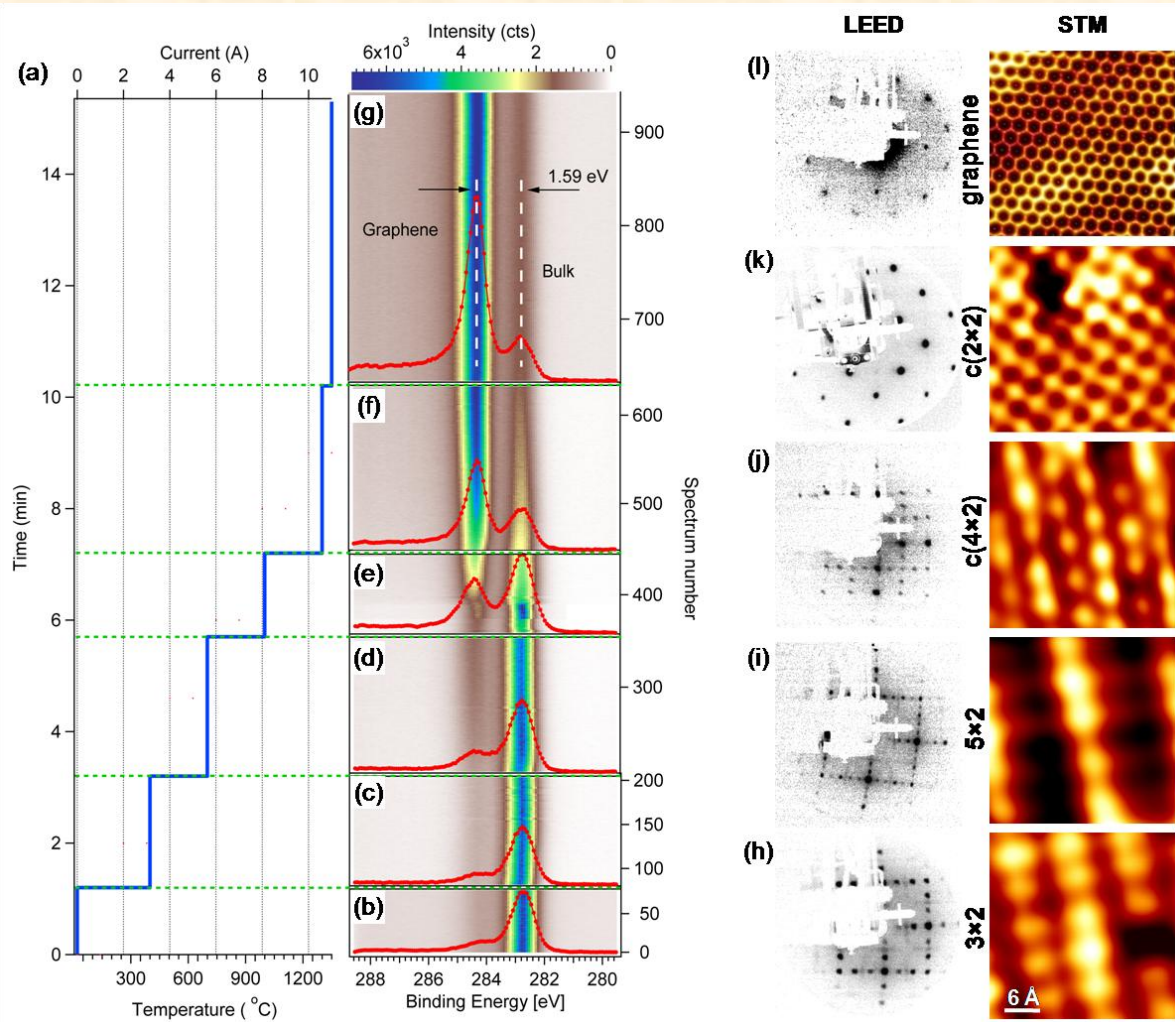 Current (A)
0 2 4 6 8 10
(a)
Time (min)
14
12
10
8
6
4
2
0
300 600 900 1200
Temperature ( °C)
Intensity (cts)
6x10³ 4 2 0
(g)
1.59 eV
Graphene
Bulk
(f)
(e)
(d)
(c)
(b)
900
800
700
600
500
400
300
200
150
100
50
0
Spectrum number
288 286 284 282 280
Binding Energy [eV]
LEED STM
(l) graphene
(k) c(2×2)
(j) c(4×2)
(i) 5×2
(h) 3×2
6 Å